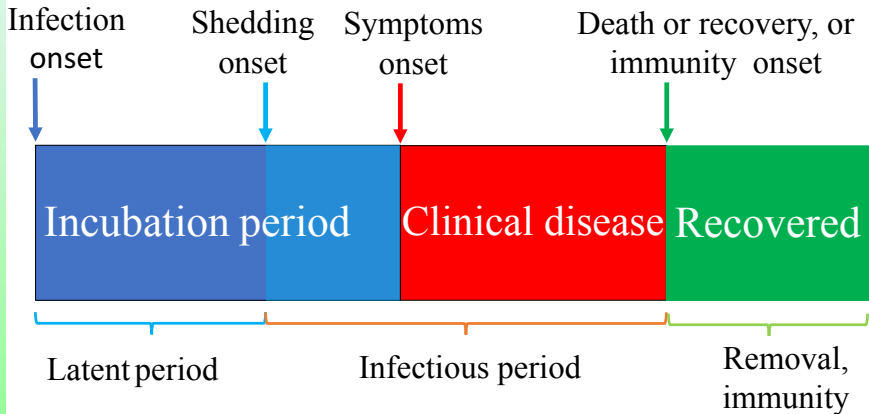 Infection
onset
Shedding
onset
Symptoms
onset
Death or recovery, or
immunity onset
Incubation period
Clinical disease
Recovered
Latent period
Infectious period
Removal,
immunity